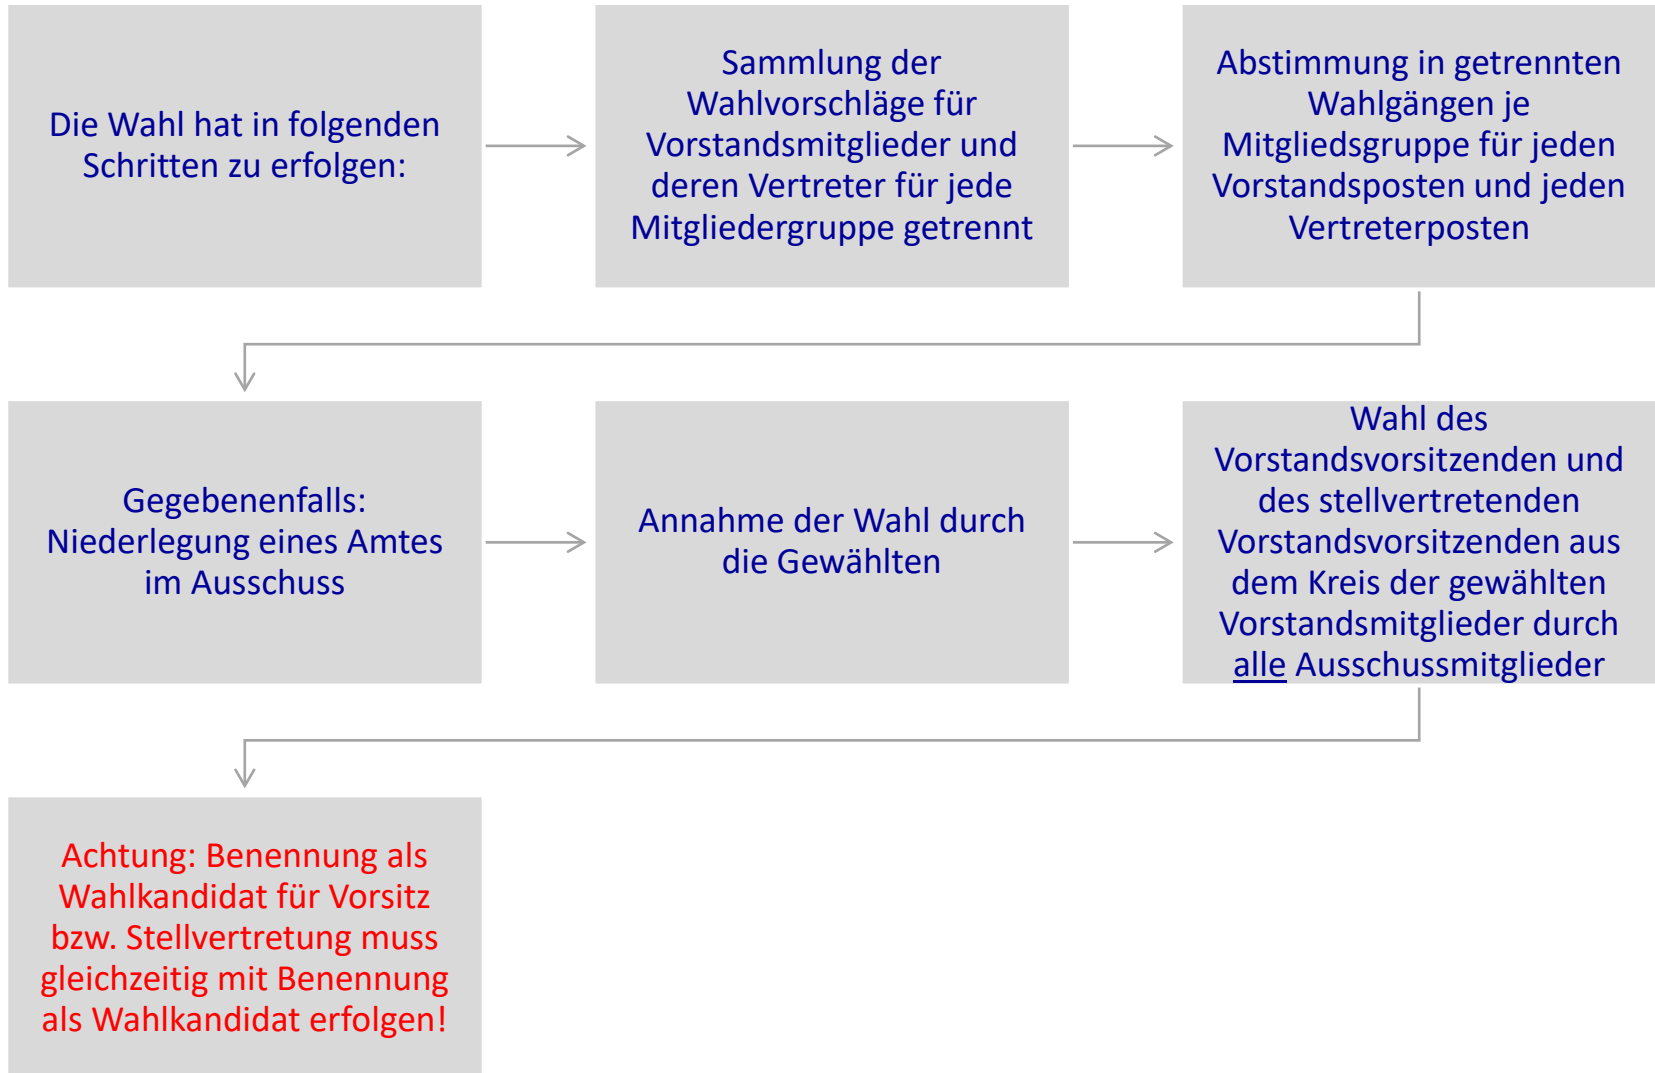 Die Wahl hat in folgenden
Schritten zu erfolgen:
Sammlung der
Wahlvorschläge für
Vorstandsmitglieder und
deren Vertreter für jede
Mitgliedergruppe getrennt
Abstimmung in getrennten
Wahlgängen je
Mitgliedsgruppe für jeden
Vorstandsposten und jeden
Vertreterposten
Gegebenenfalls:
Niederlegung eines Amtes
im Ausschuss
Annahme der Wahl durch
die Gewählten
Wahl des
Vorstandsvorsitzenden und
des stellvertretenden
Vorstandsvorsitzenden aus
dem Kreis der gewählten
Vorstandsmitglieder durch
alle Ausschussmitglieder
Achtung: Benennung als
Wahlkandidat für Vorsitz
bzw. Stellvertretung muss
gleichzeitig mit Benennung
als Wahlkandidat erfolgen!